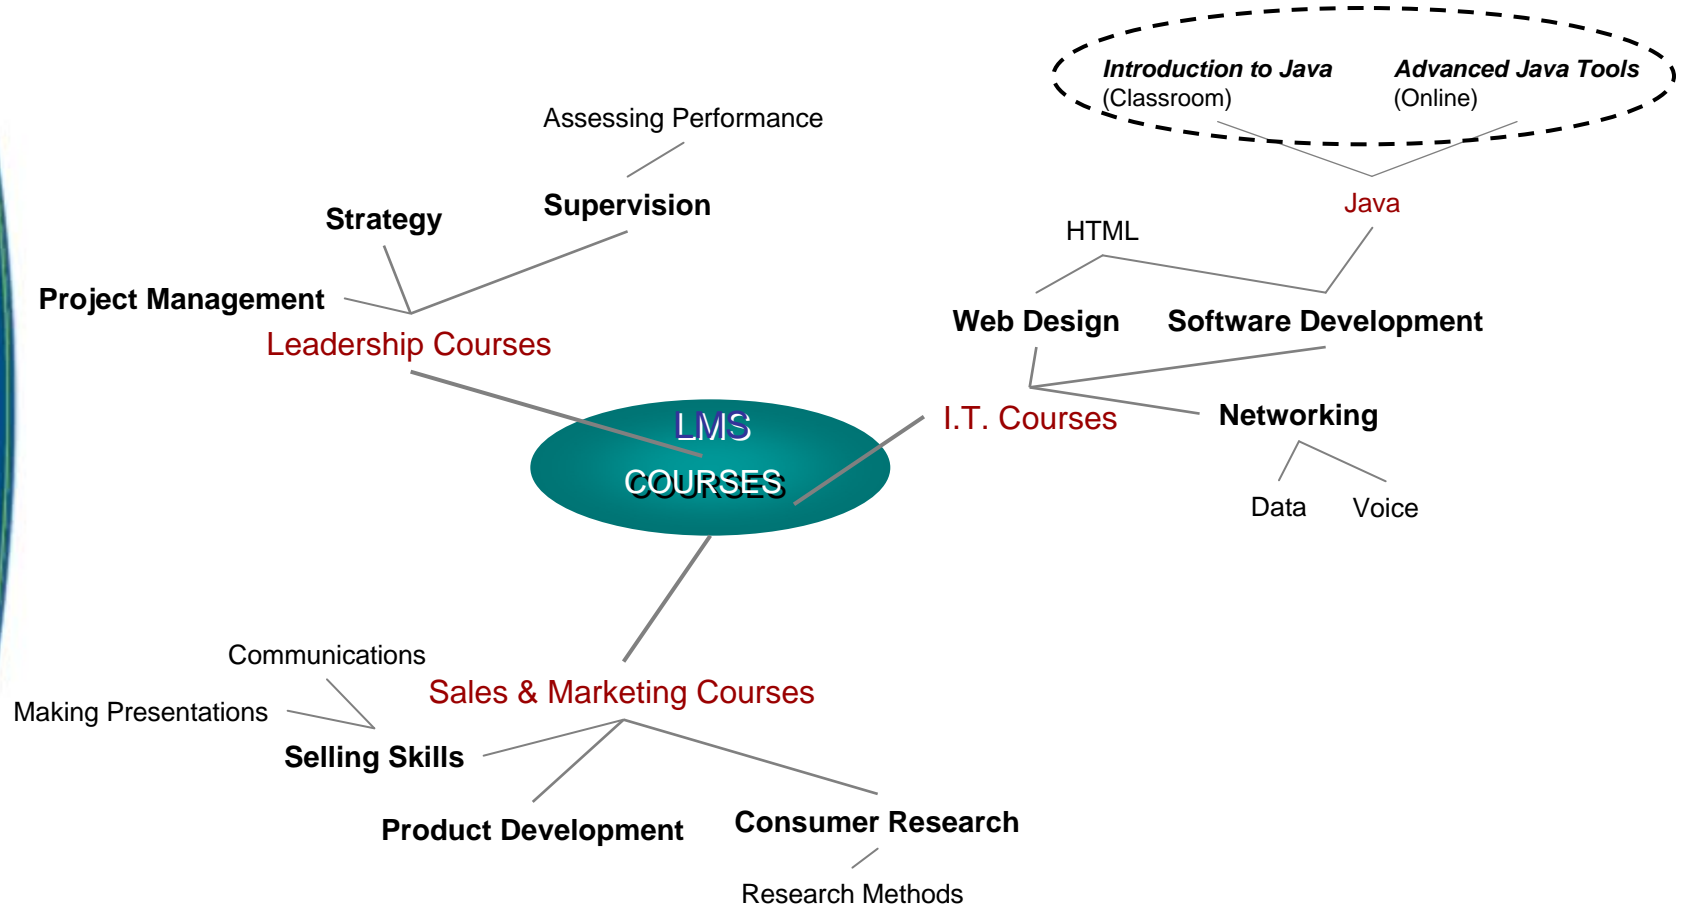 Introduction to Java
(Classroom)
Advanced Java Tools
(Online)
Assessing Performance
Strategy
Supervision
Java
HTML
Project Management
Leadership Courses
Web Design
Software Development
LMS
COURSES
I.T. Courses
Networking
Data
Voice
Communications
Making Presentations
Sales & Marketing Courses
Selling Skills
Product Development
Consumer Research
Research Methods